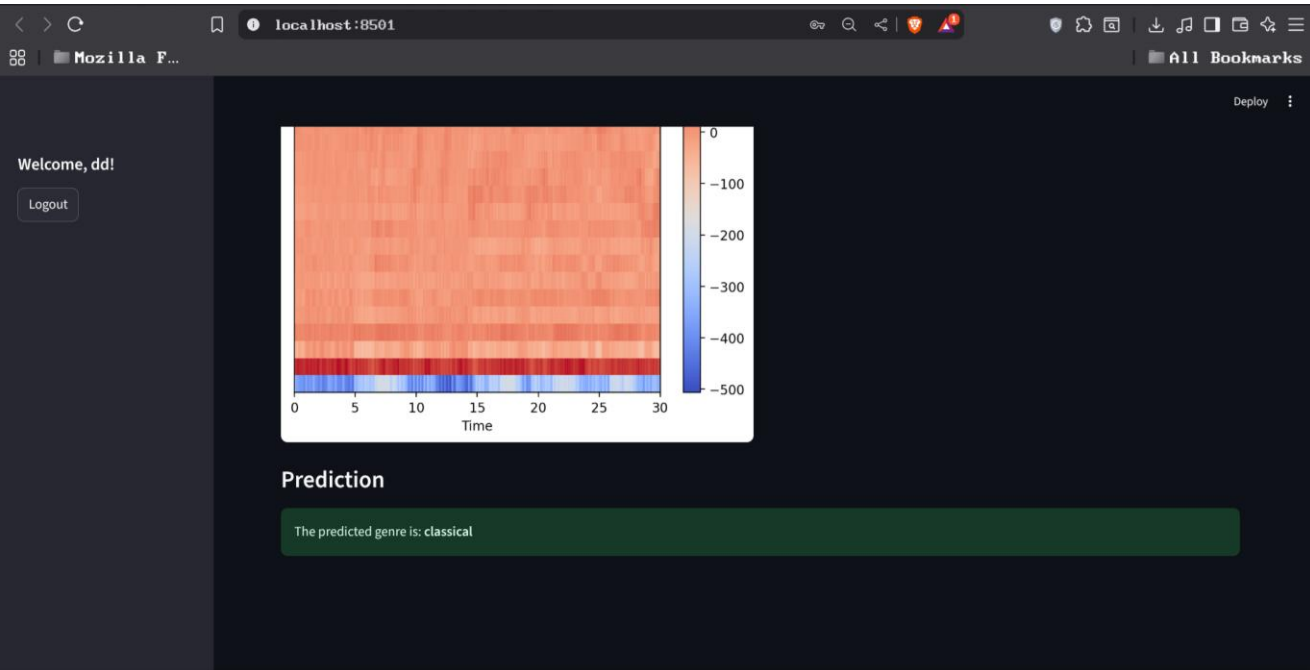 localhost:8501
1
Mozilla F...
All Bookmarks
Deploy
Welcome, dd!
Logout
0
−100
−200
−300
−400
−500
0 5 10 15 20 25 30
Time
Prediction
The predicted genre is: classical